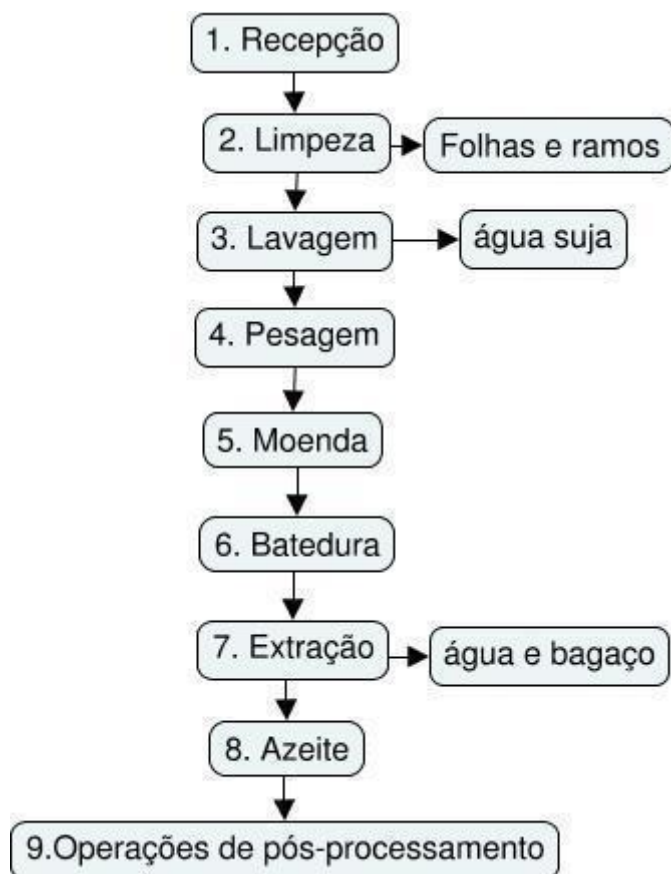 1. Recepção
2. Limpeza
Folhas e ramos
3. Lavagem
água suja
4. Pesagem
5. Moenda
6. Batedura
7. Extração
água e bagaço
8. Azeite
9.Operações de pós-processamento